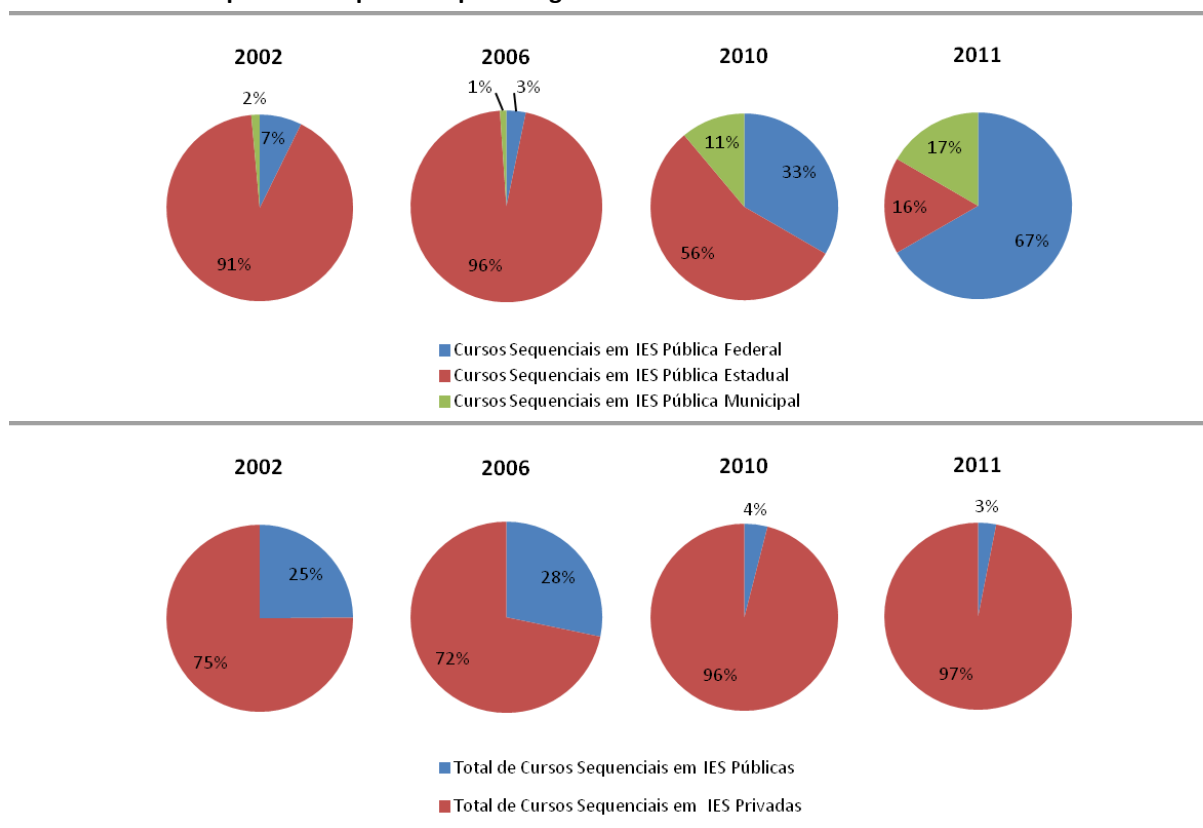 2002 2006 2010 2011
2% 1% 3%
7% 11% 33% 17%
91% 96% 56% 16% 67%
Cursos Sequenciais em IES Pública Federal
Cursos Sequenciais em IES Pública Estadual
Cursos Sequenciais em IES Pública Municipal
2002 2006 2010 2011
4% 3%
25% 28%
75% 72% 96% 97%
Total de Cursos Sequenciais em IES Públicas
Total de Cursos Sequenciais em IES Privadas